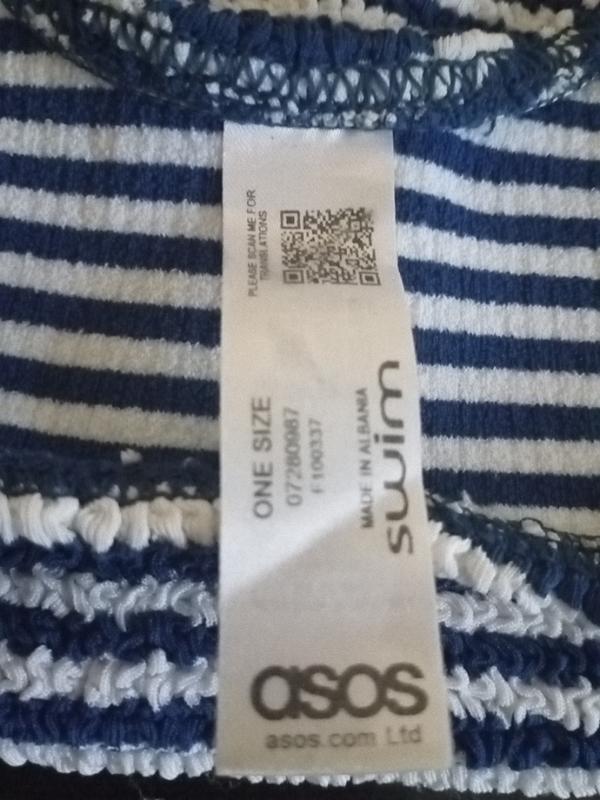 PLEASE SCAN ME FOR
TRANSLATIONS
ONE SIZE
07280987
F100337
MADE IN ALBANIA
swim
asos
asos.com Ltd